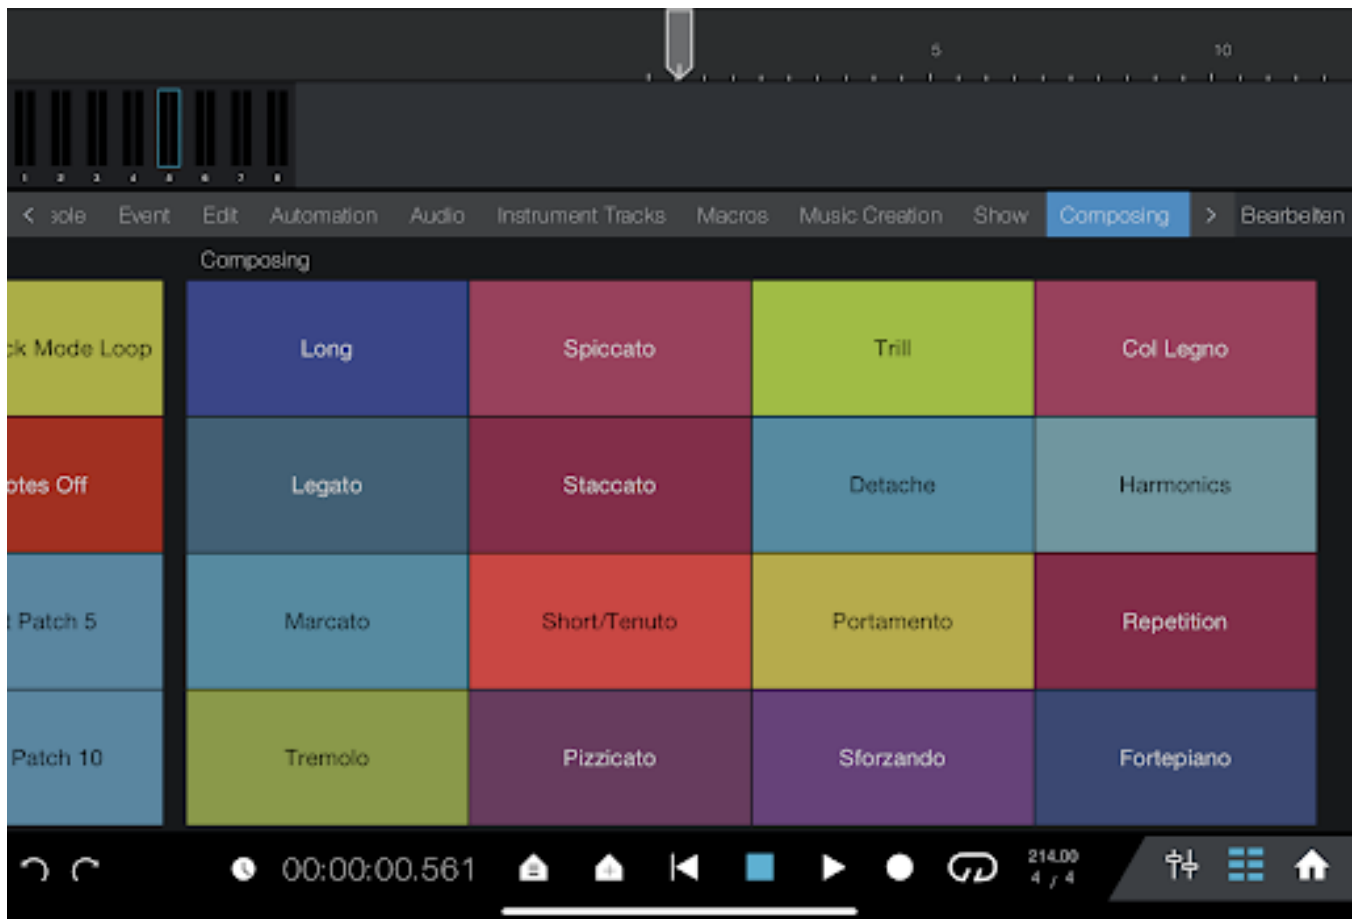 5 10
1 2 3 4 5 6 7 8
sole Event Edit Automation Audio Instrument Tracks Macros Music Creation Show Composing Bearbeiten
Composing
ck Mode Loop Long Spiccato Trill Col Legno
otes Off Legato Staccato Detache Harmonics
t Patch 5 Marcato Short/Tenuto Portamento Repetition
Patch 10 Tremolo Pizzicato Sforzando Fortepiano
00:00:00.561 214.00
4 / 4